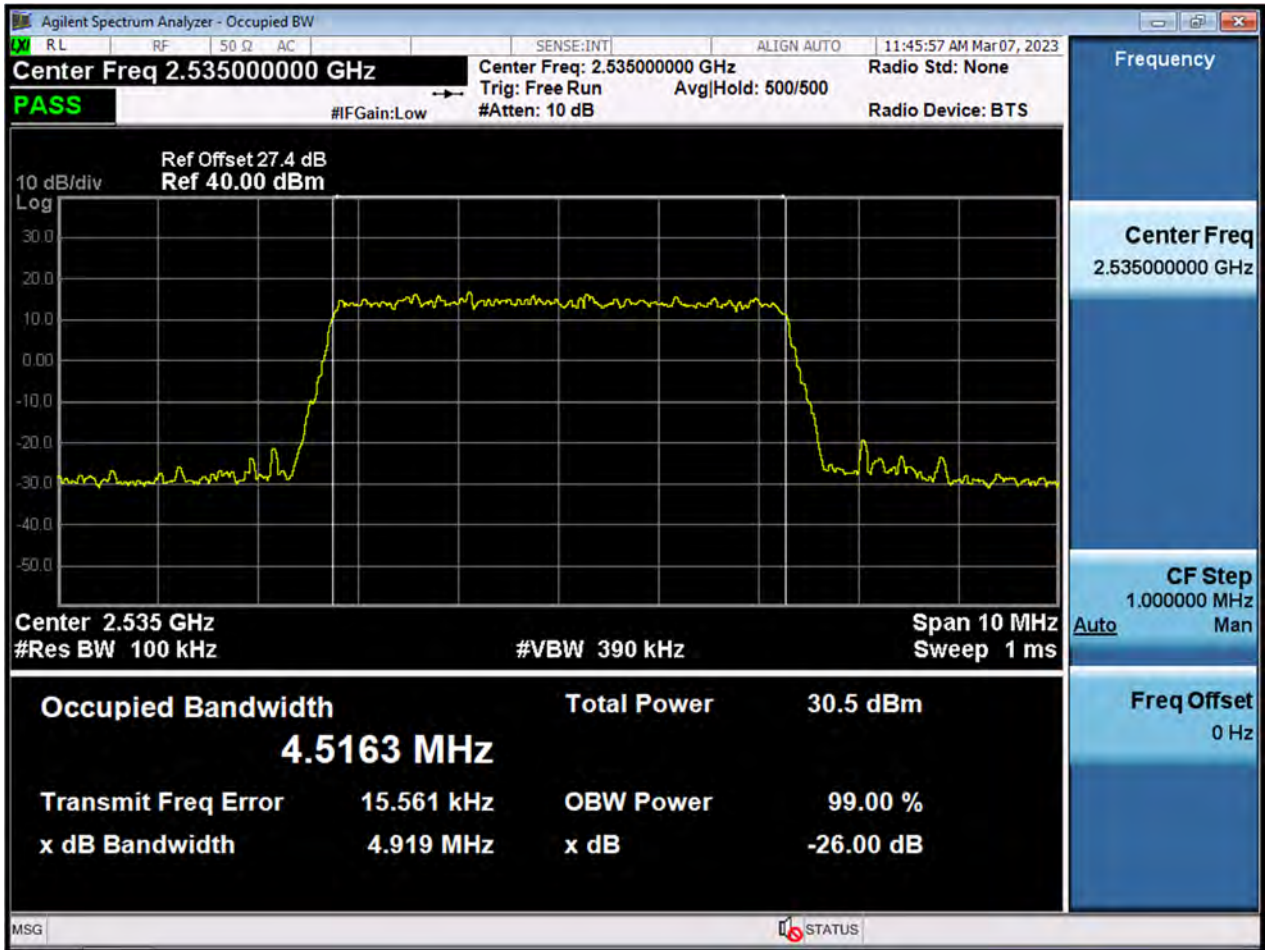 Agilent Spectrum Analyzer - Occupied BW
LXI RL RF 50 Ω AC SENSE:INT ALIGN AUTO 11:45:57 AM Mar 07, 2023
Center Freq 2.535000000 GHz
Center Freq: 2.535000000 GHz Radio Std: None
Trig: Free Run Avg|Hold: 500/500
PASS
#IFGain:Low #Atten: 10 dB Radio Device: BTS
Ref Offset 27.4 dB
10 dB/div Ref 40.00 dBm
Log
30.0
20.0
10.0
0.00
-10.0
-20.0
-30.0
-40.0
-50.0
Center 2.535 GHz Span 10 MHz
#Res BW 100 kHz #VBW 390 kHz Sweep 1 ms
Occupied Bandwidth Total Power 30.5 dBm
4.5163 MHz
Transmit Freq Error 15.561 kHz OBW Power 99.00 %
x dB Bandwidth 4.919 MHz x dB -26.00 dB
MSG STATUS
Frequency
Center Freq
2.535000000 GHz
CF Step
1.000000 MHz
Auto Man
Freq Offset
0 Hz